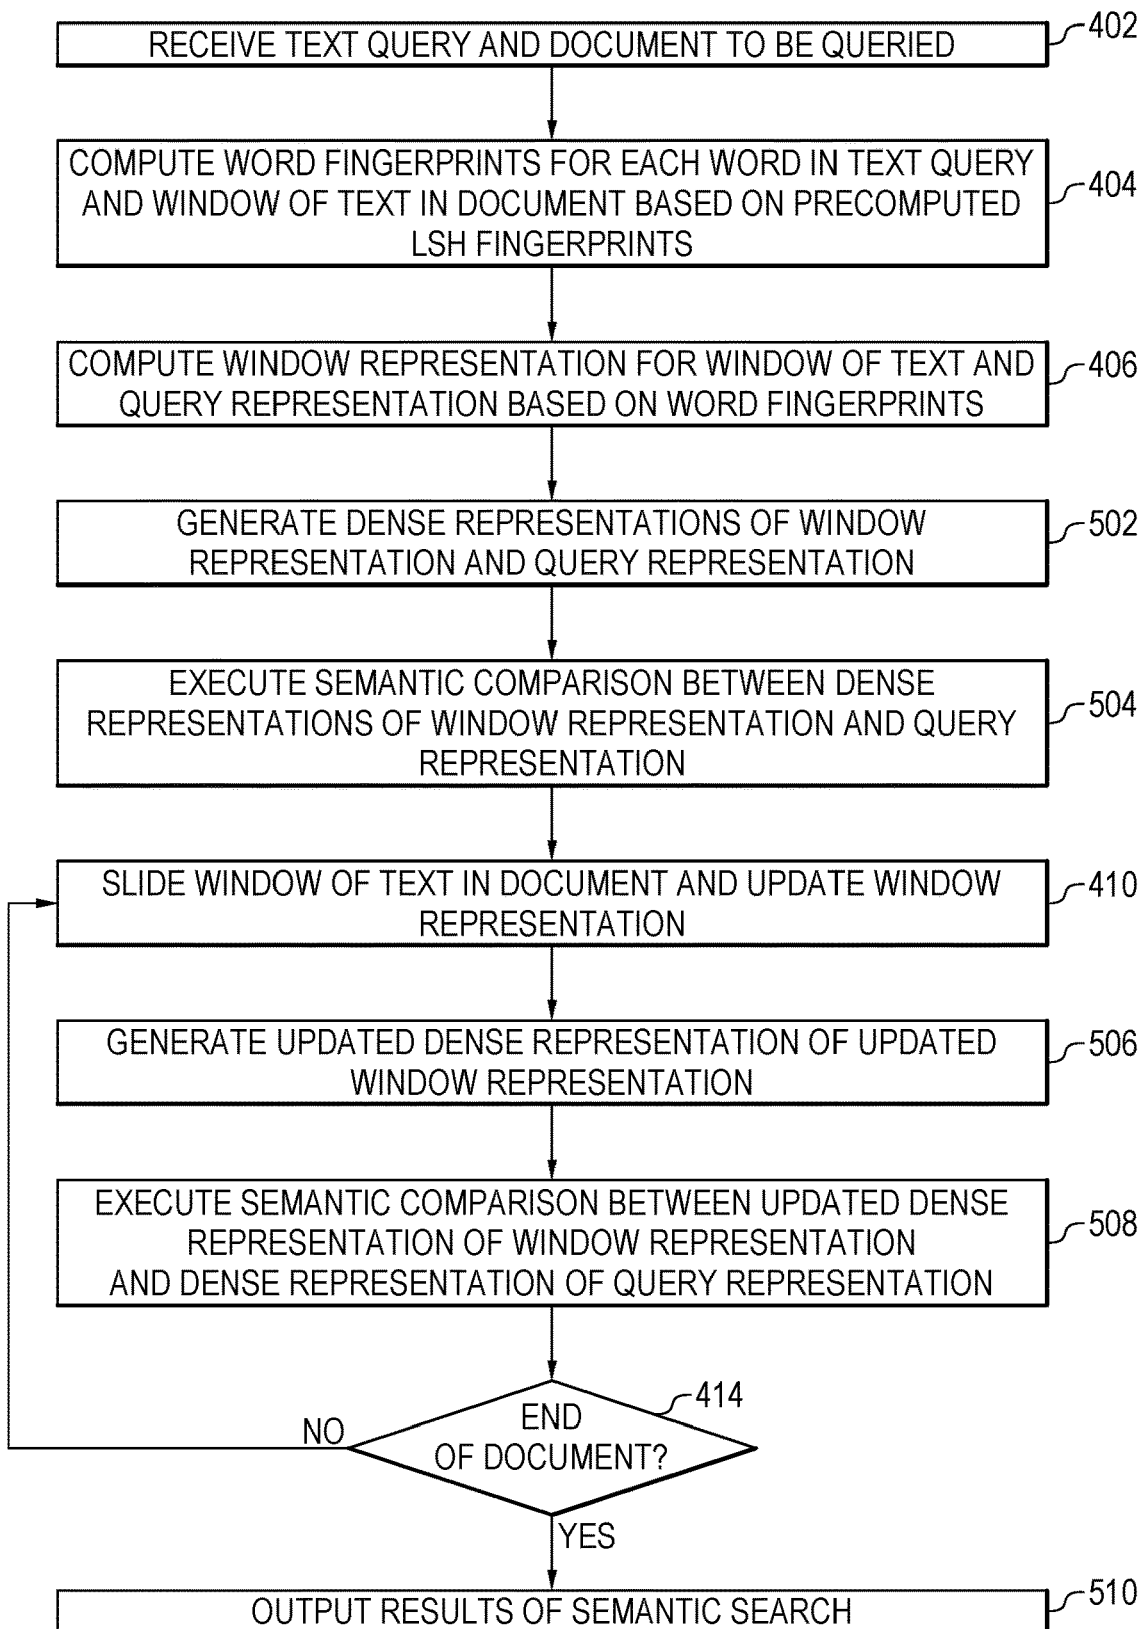 RECEIVE TEXT QUERY AND DOCUMENT TO BE QUERIED
402
COMPUTE WORD FINGERPRINTS FOR EACH WORD IN TEXT QUERY
AND WINDOW OF TEXT IN DOCUMENT BASED ON PRECOMPUTED
LSH FINGERPRINTS
404
COMPUTE WINDOW REPRESENTATION FOR WINDOW OF TEXT AND
QUERY REPRESENTATION BASED ON WORD FINGERPRINTS
406
GENERATE DENSE REPRESENTATIONS OF WINDOW
REPRESENTATION AND QUERY REPRESENTATION
502
EXECUTE SEMANTIC COMPARISON BETWEEN DENSE
REPRESENTATIONS OF WINDOW REPRESENTATION AND QUERY
REPRESENTATION
504
SLIDE WINDOW OF TEXT IN DOCUMENT AND UPDATE WINDOW
REPRESENTATION
410
GENERATE UPDATED DENSE REPRESENTATION OF UPDATED
WINDOW REPRESENTATION
506
EXECUTE SEMANTIC COMPARISON BETWEEN UPDATED DENSE
REPRESENTATION OF WINDOW REPRESENTATION
AND DENSE REPRESENTATION OF QUERY REPRESENTATION
508
END
OF DOCUMENT?
414
NO
YES
OUTPUT RESULTS OF SEMANTIC SEARCH
510